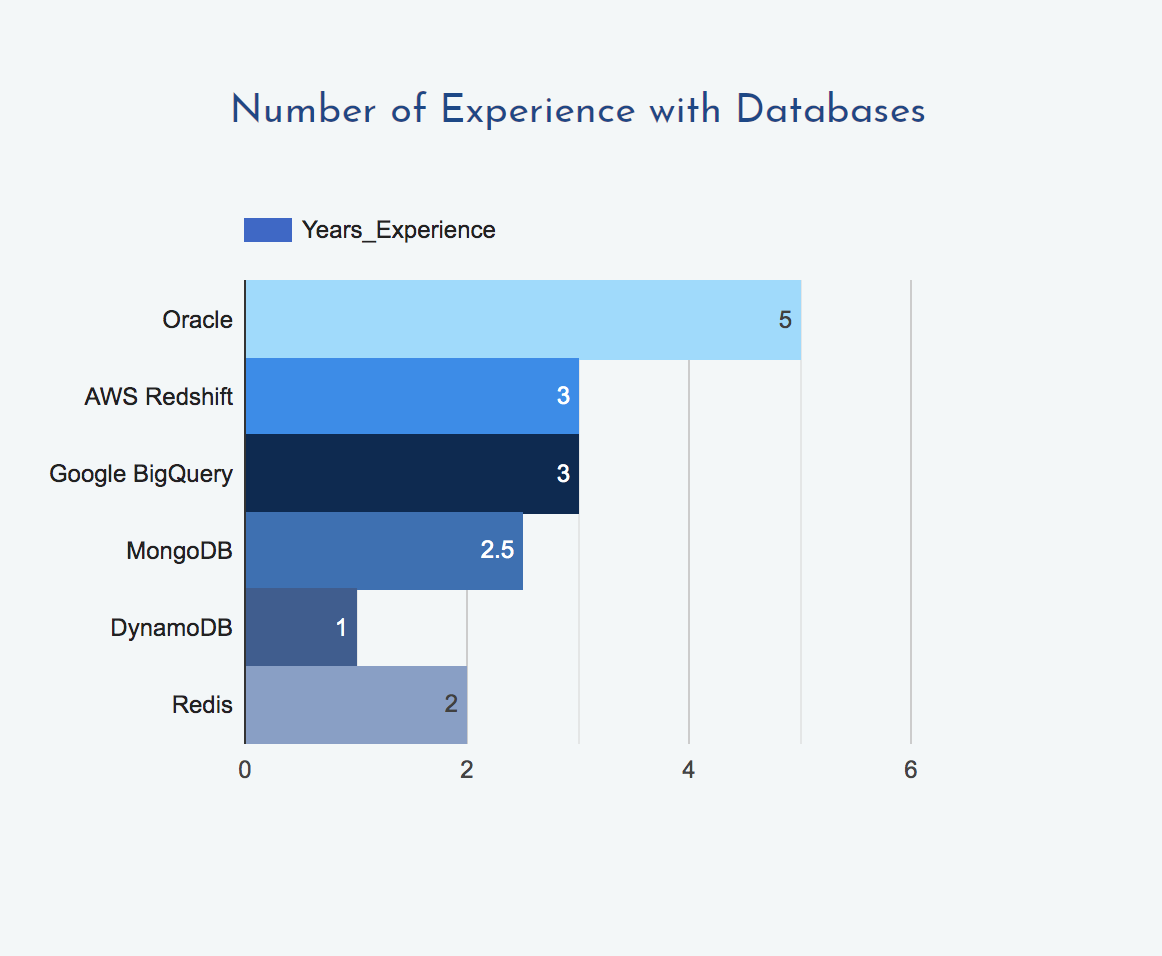 Number of Experience with Databases
Years_Experience
Oracle
5
AWS Redshift
3
Google BigQuery
3
MongoDB
2.5
DynamoDB
1
Redis
2
0 2 4 6